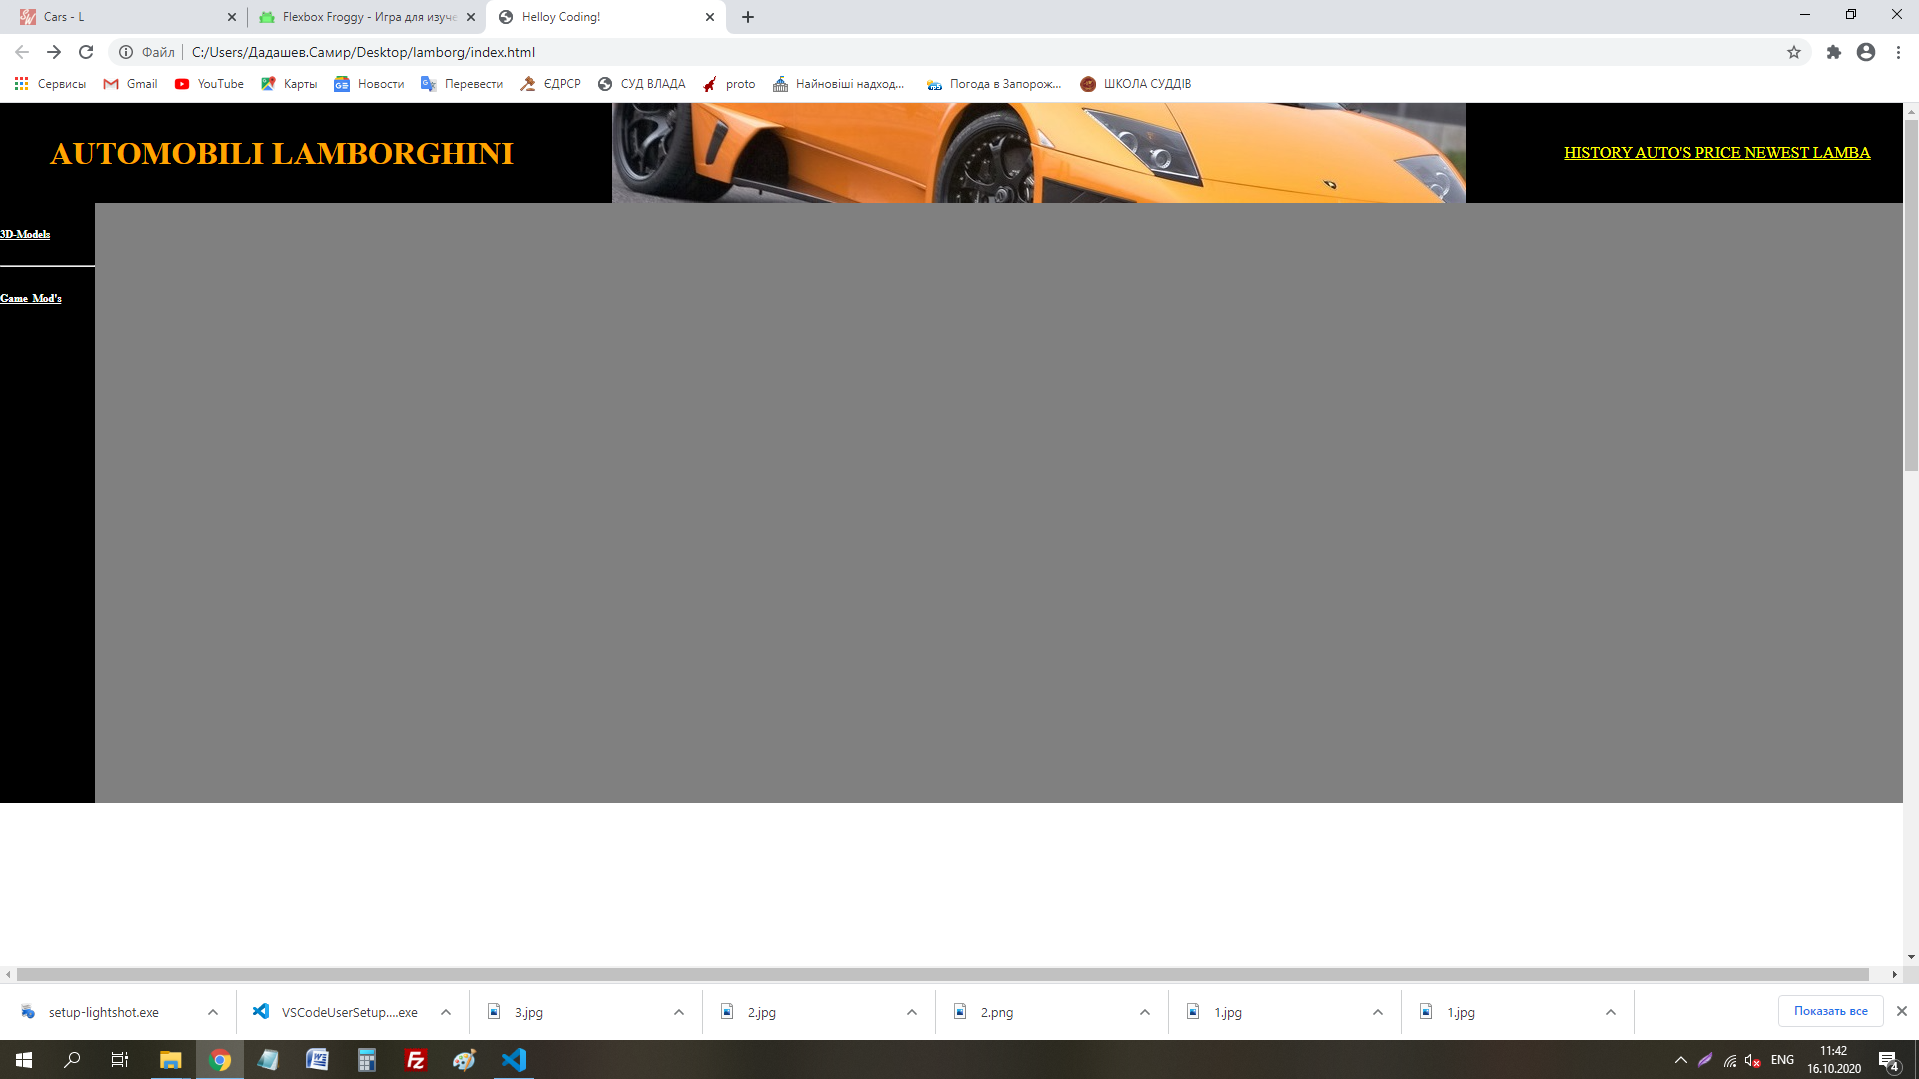 Cars - L
Flexbox Froggy - Игра для изуче
Helloy Coding!
Файл
C:/Users/Дадашев.Самир/Desktop/lamborg/index.html
Сервисы
Gmail
YouTube
Карты
Новости
Перевести
ЄДРСР
СУД ВЛАДА
proto
Найновіші надход...
Погода в Запорож...
ШКОЛА СУДДІВ
AUTOMOBILI LAMBORGHINI
HISTORY AUTO'S PRICE NEWEST LAMBA
3D-Models
Game Mod's
setup-lightshot.exe
VSCodeUserSetup....exe
3.jpg
2.jpg
2.png
1.jpg
1.jpg
Показать все
ENG
11:42
16.10.2020
4